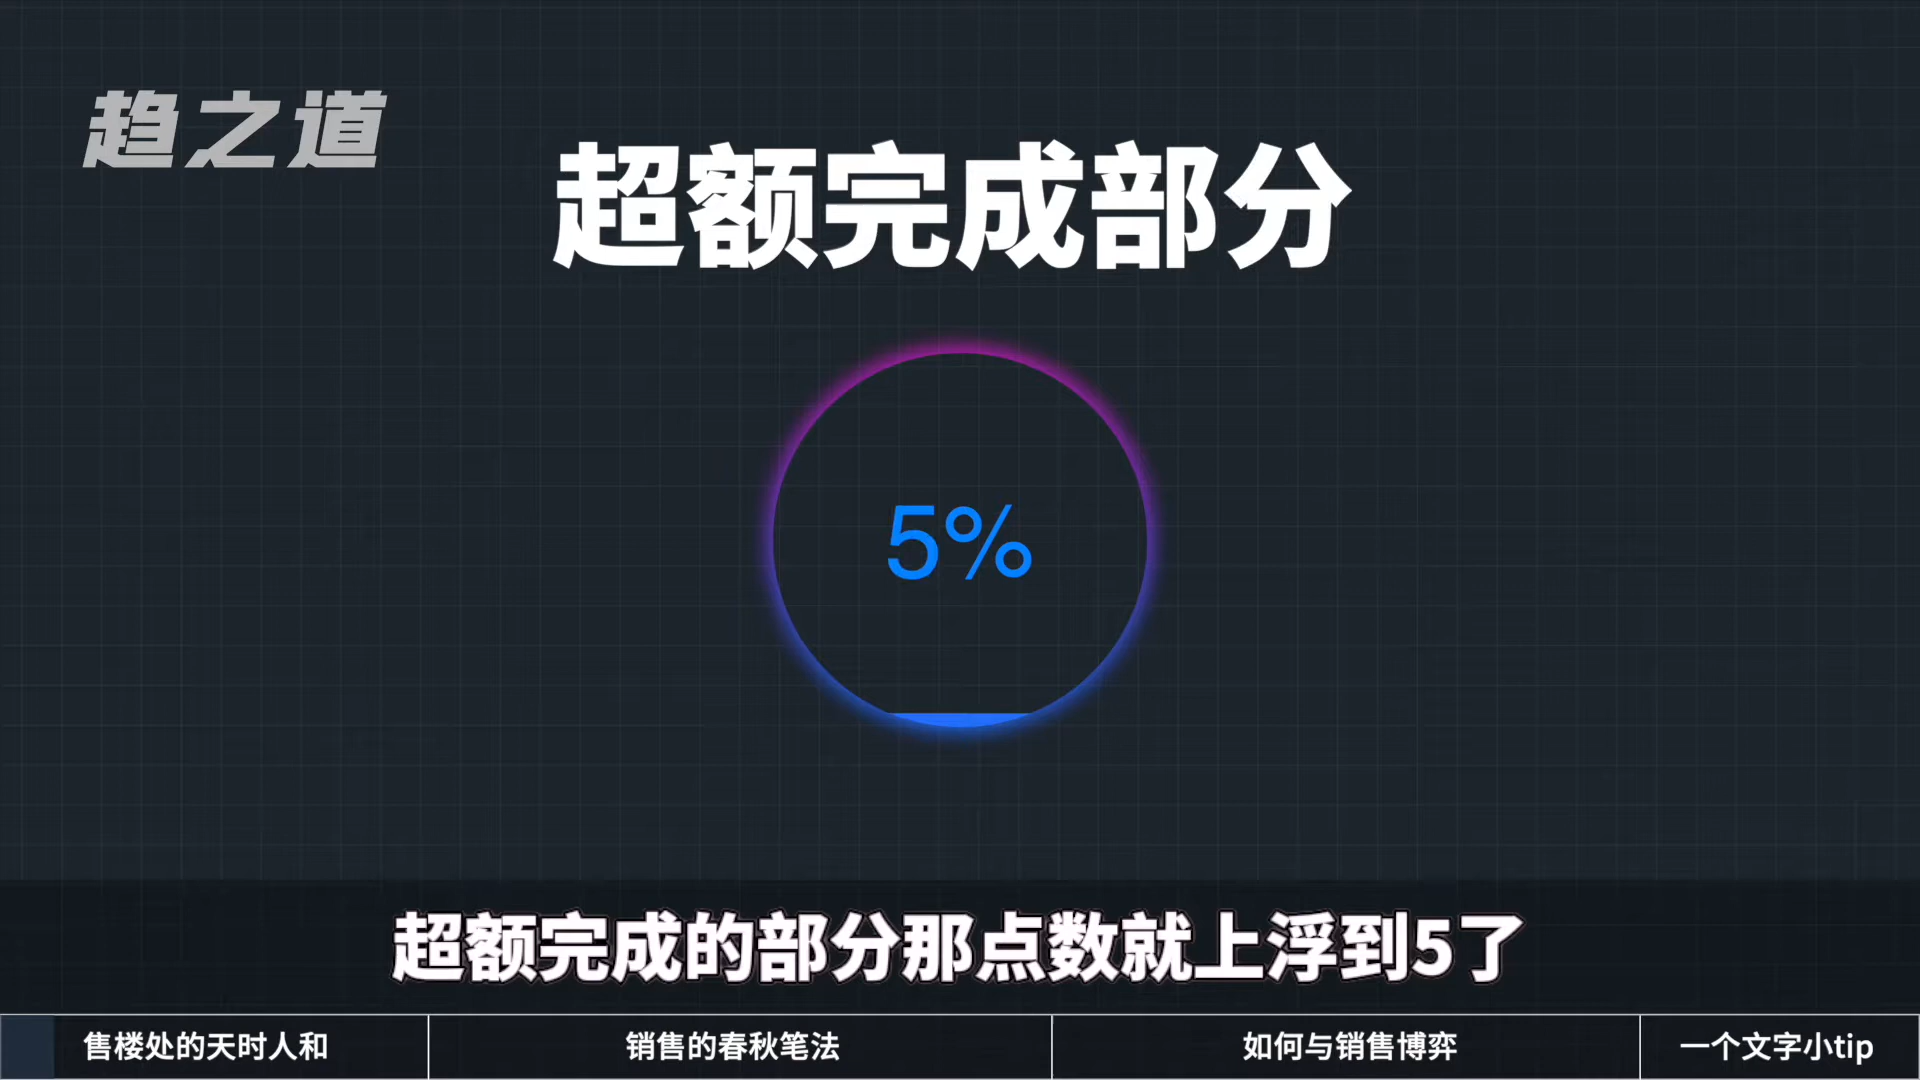 趋之道
超额完成部分
5%
超额完成的部分那点数就上浮到5了
售楼处的天时人和
销售的春秋笔法
如何与销售博弈
一个文字小tip